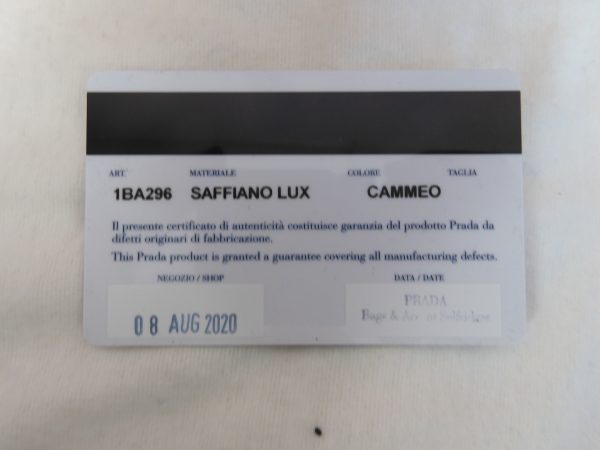 ART. MATERIALE COLORE TAGLIA
1BA296 SAFFIANO LUX CAMMEO
Il presente certificato di autenticità costituisce garanzia del prodotto Prada da
difetti originari di fabbricazione.
This Prada product is granted a guarantee covering all manufacturing defects.
NEGOZIO / SHOP DATA / DATE
08 AUG 2020 PRADA
Bags &